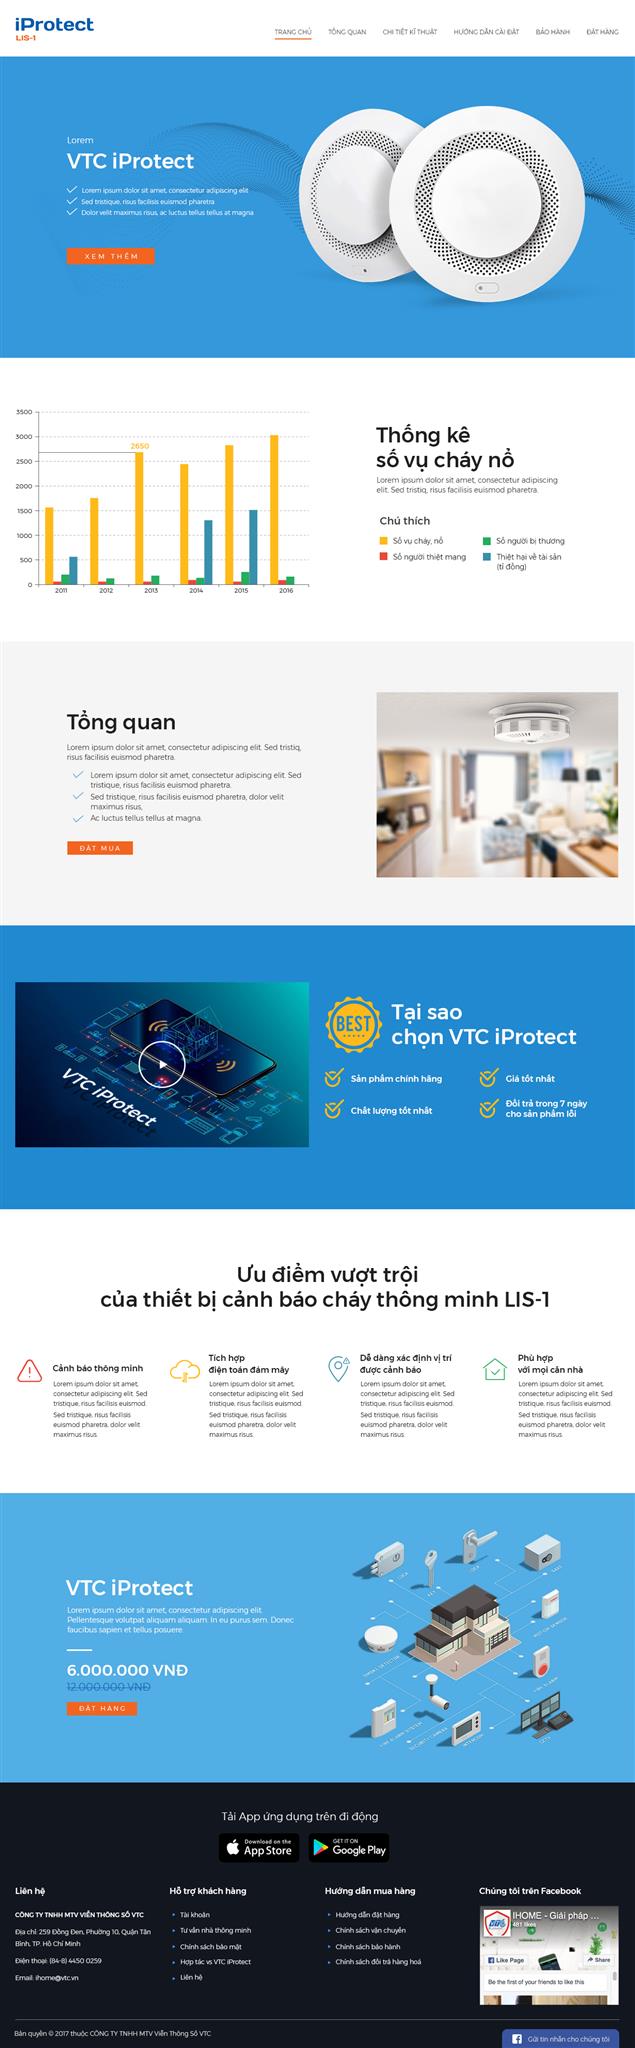 iProtect
LIS-1
TRANG CHỦ TỔNG QUAN CHI TIẾT KĨ THUẬT HƯỚNG DẪN CÀI ĐẶT BẢO HÀNH ĐẶT HÀNG
Lorem
VTC iProtect
Lorem ipsum dolor sit amet, consectetur adipiscing elit
Sed tristique, risus facilisis euismod pharetra
Dolor velit maximus risus, ac luctus tellus tellus at magna
XEM THÊM
3500
3000
2500
2000
1500
1000
500
0
2650
2011 2012 2013 2014 2015 2016
Thống kê
số vụ cháy nổ
Lorem ipsum dolor sit amet, consectetur adipiscing
elit. Sed tristiq, risus facilisis euismod pharetra.
Chú thích
Số vụ cháy, nổ
Số người bị thương
Số người thiệt mạng
Thiệt hại về tài sản
(tỉ đồng)
Tổng quan
Lorem ipsum dolor sit amet, consectetur adipiscing elit. Sed tristiq,
risus facilisis euismod pharetra.
Lorem ipsum dolor sit amet, consectetur adipiscing elit. Sed
tristique, risus facilisis euismod pharetra.
Sed tristique, risus facilisis euismod pharetra, dolor velit
maximus risus,
Ac luctus tellus tellus at magna.
ĐẶT MUA
VTC iProtect
BEST
Tại sao
chọn VTC iProtect
Sản phẩm chính hãng
Giá tốt nhất
Chất lượng tốt nhất
Đổi trả trong 7 ngày
cho sản phẩm lỗi
Ưu điểm vượt trội
của thiết bị cảnh báo cháy thông minh LIS-1
Cảnh báo thông minh
Lorem ipsum dolor sit amet,
consectetur adipiscing elit. Sed
tristique, risus facilisis euismod.
Sed tristique, risus facilisis
euismod pharetra, dolor velit
maximus risus.
Tích hợp
điện toán đám mây
Lorem ipsum dolor sit amet,
consectetur adipiscing elit. Sed
tristique, risus facilisis euismod.
Sed tristique, risus facilisis
euismod pharetra, dolor velit
maximus risus.
Dễ dàng xác định vị trí
được cảnh báo
Lorem ipsum dolor sit amet,
consectetur adipiscing elit. Sed
tristique, risus facilisis euismod.
Sed tristique, risus facilisis
euismod pharetra, dolor velit
maximus risus.
Phù hợp
với mọi căn nhà
Lorem ipsum dolor sit amet,
consectetur adipiscing elit. Sed
tristique, risus facilisis euismod.
Sed tristique, risus facilisis
euismod pharetra, dolor velit
maximus risus.
VTC iProtect
Lorem ipsum dolor sit amet, consectetur adipiscing elit.
Pellentesque volutpat aliquam aliquam. In eu purus sem. Donec
faucibus sapien et tellus posuere
6.000.000 VNĐ
12.000.000 VNĐ
ĐẶT HÀNG
Tải App ứng dụng trên di động
Download on the
App Store
GET IT ON
Google Play
Liên hệ
CÔNG TY TNHH MTV VIỄN THÔNG SỐ VTC
Địa chỉ: 259 Đồng Đen, Phường 10, Quận Tân
Bình, TP. Hồ Chí Minh
Điện thoại: (84-8) 4450 0259
Email: ihome@vtc.vn
Hỗ trợ khách hàng
Tài khoản
Tư vấn nhà thông minh
Chính sách bảo mật
Hợp tác vs VTC iProtect
Liên hệ
Hướng dẫn mua hàng
Hướng dẫn đặt hàng
Chính sách vận chuyển
Chính sách bảo hành
Chính sách đổi trả hàng hoá
Chúng tôi trên Facebook
IHOME - Giải pháp ...
481 likes
Like Page
Share
Be the first of your friends to like this
Bản quyền © 2017 thuộc CÔNG TY TNHH MTV Viễn Thông Số VTC
Gửi tin nhắn cho chúng tôi